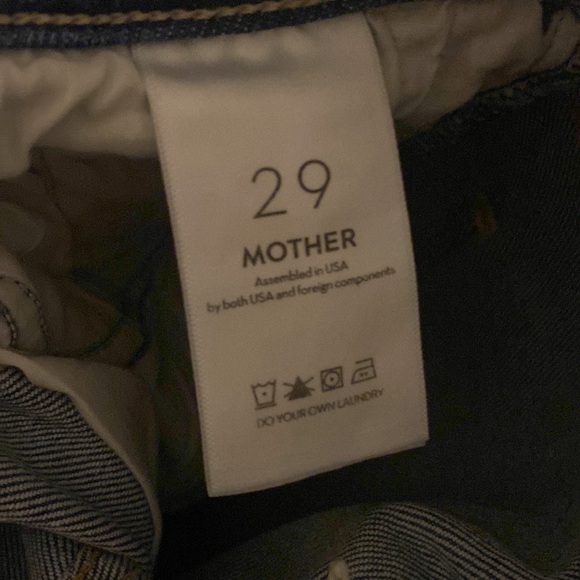 29
MOTHER
Assembled in USA
by both USA and foreign components
DO YOUR OWN LAUNDRY